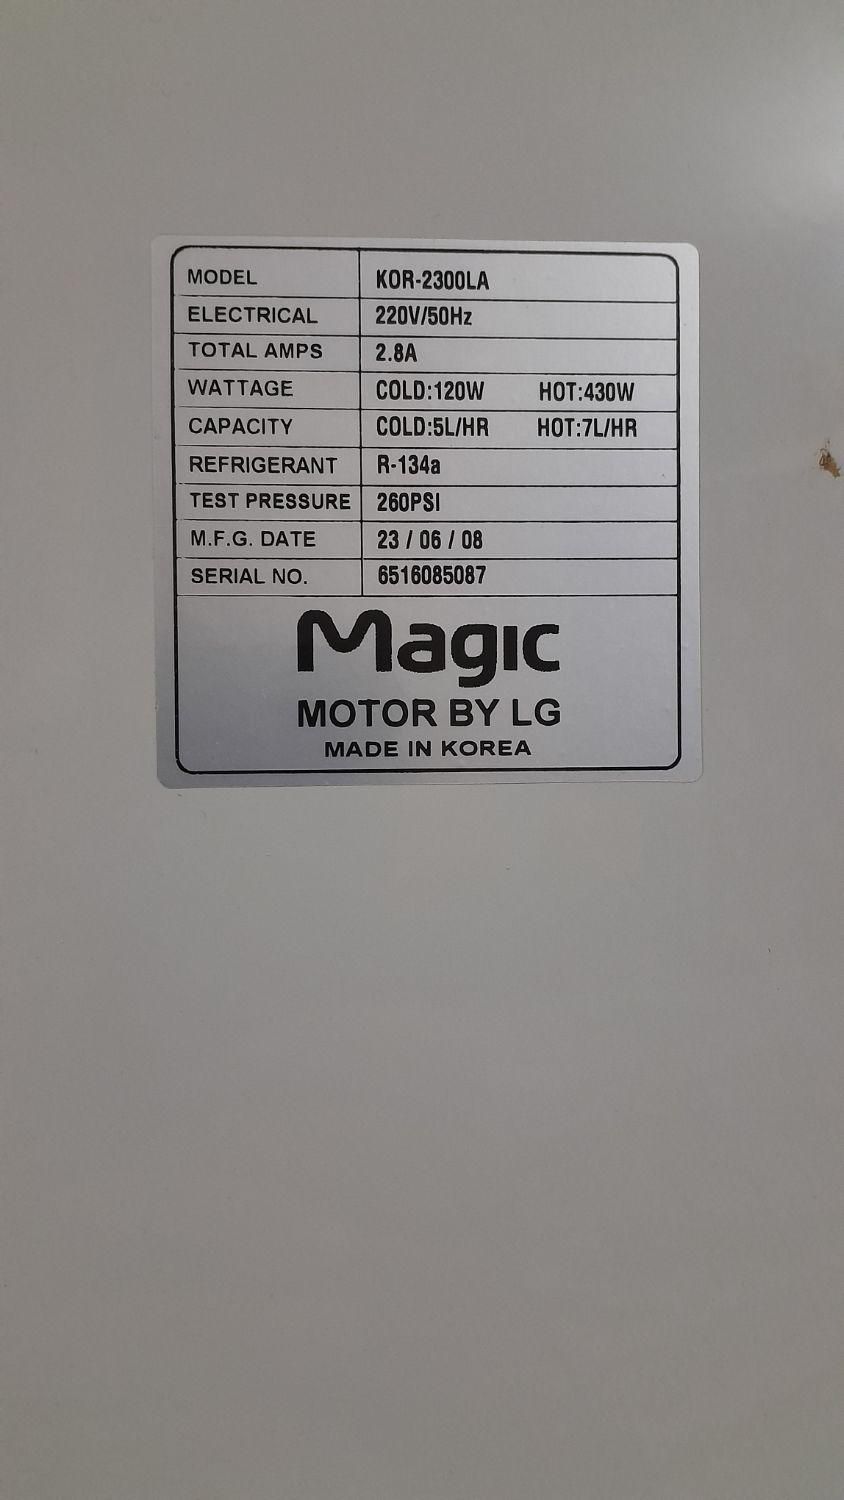 MODEL KOR-2300LA
ELECTRICAL 220V/50Hz
TOTAL AMPS 2.8A
WATTAGE COLD:120W HOT:430W
CAPACITY COLD:5L/HR HOT:7L/HR
REFRIGERANT R-134a
TEST PRESSURE 260PSI
M.F.G. DATE 23 / 06 / 08
SERIAL NO. 6516085087
Magic
MOTOR BY LG
MADE IN KOREA